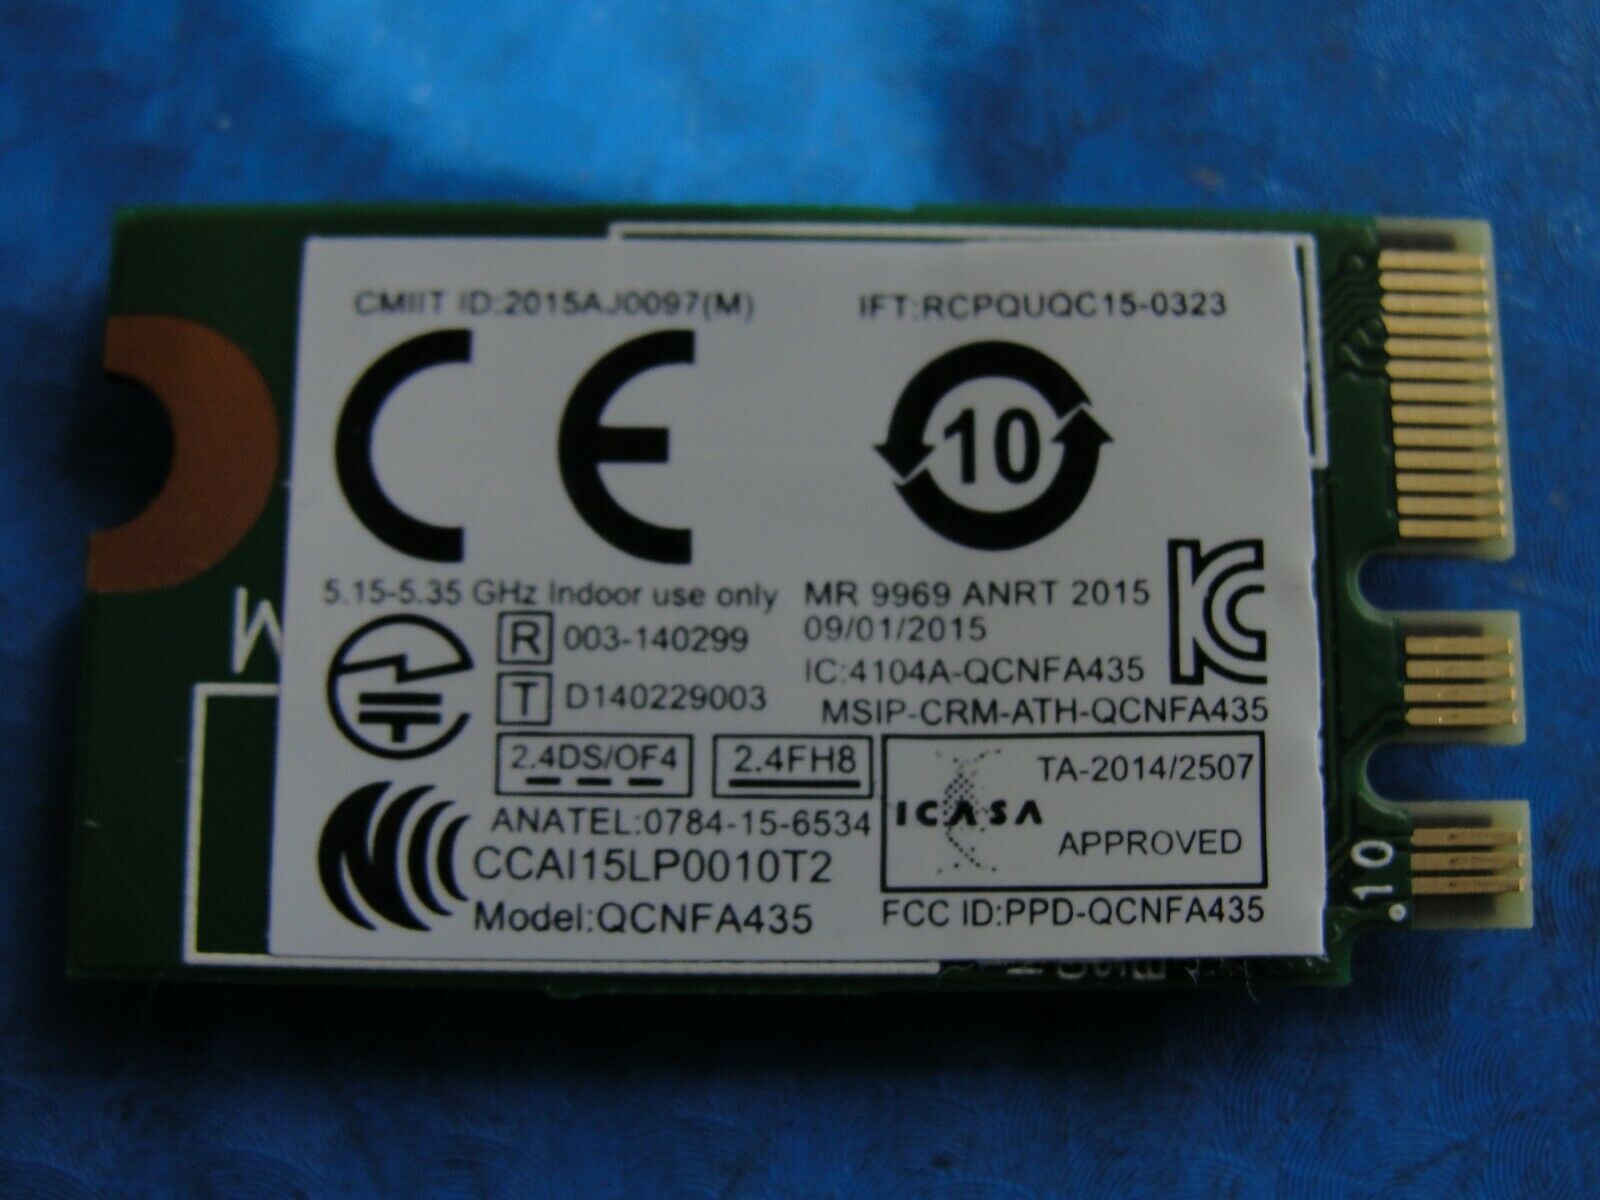 CMIIT ID:2015AJ0097(M)
IFT:RCPQUQC15-0323
CE
10
5.15-5.35 GHz Indoor use only
R 003-140299
T D140229003
MR 9969 ANRT 2015
09/01/2015
IC:4104A-QCNFA435
MSIP-CRM-ATH-QCNFA435
KC
2.4DS/OF4
2.4FH8
ICASA
TA-2014/2507
APPROVED
ANATEL:0784-15-6534
CCAI15LP0010T2
Model:QCNFA435
FCC ID:PPD-QCNFA435
M
.10